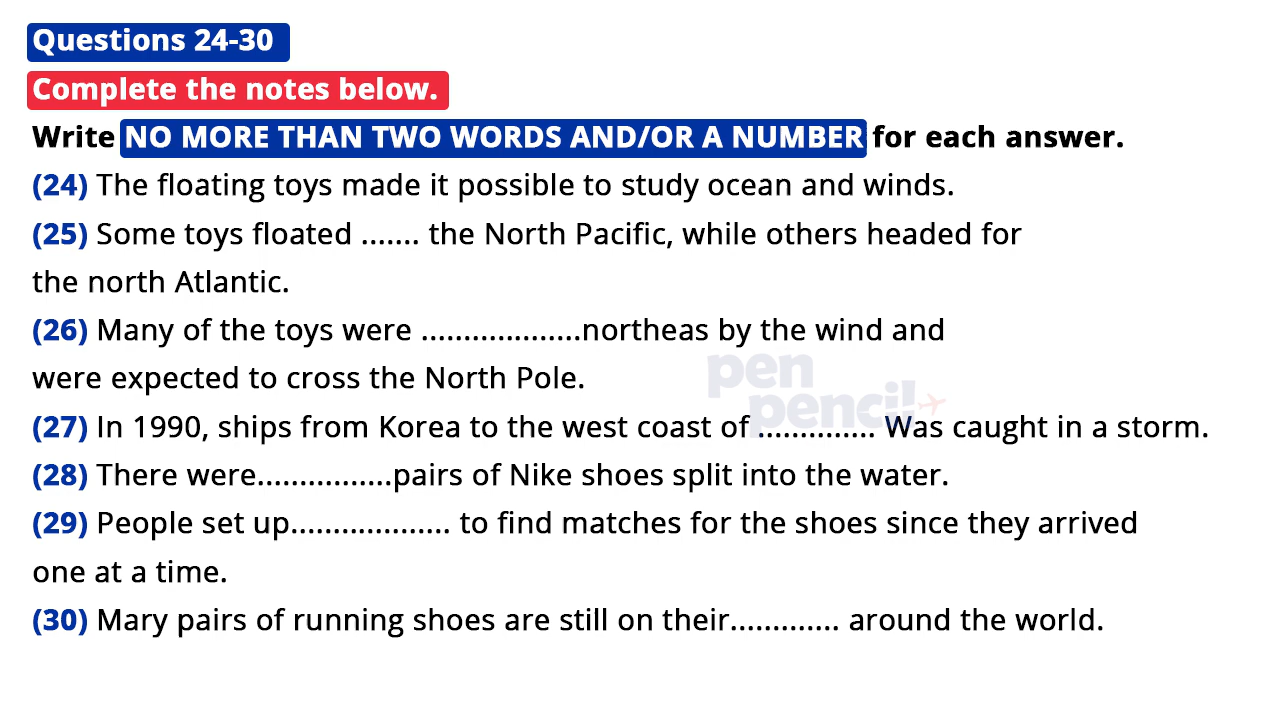 Questions 24-30
Complete the notes below.
Write NO MORE THAN TWO WORDS AND/OR A NUMBER for each answer.
(24) The floating toys made it possible to study ocean and winds.
(25) Some toys floated ....... the North Pacific, while others headed for
the north Atlantic.
(26) Many of the toys were ...................northeas by the wind and
were expected to cross the North Pole.
pen
pencil
(27) In 1990, ships from Korea to the west coast of .............. Was caught in a storm.
(28) There were................pairs of Nike shoes split into the water.
(29) People set up................... to find matches for the shoes since they arrived
one at a time.
(30) Mary pairs of running shoes are still on their............. around the world.